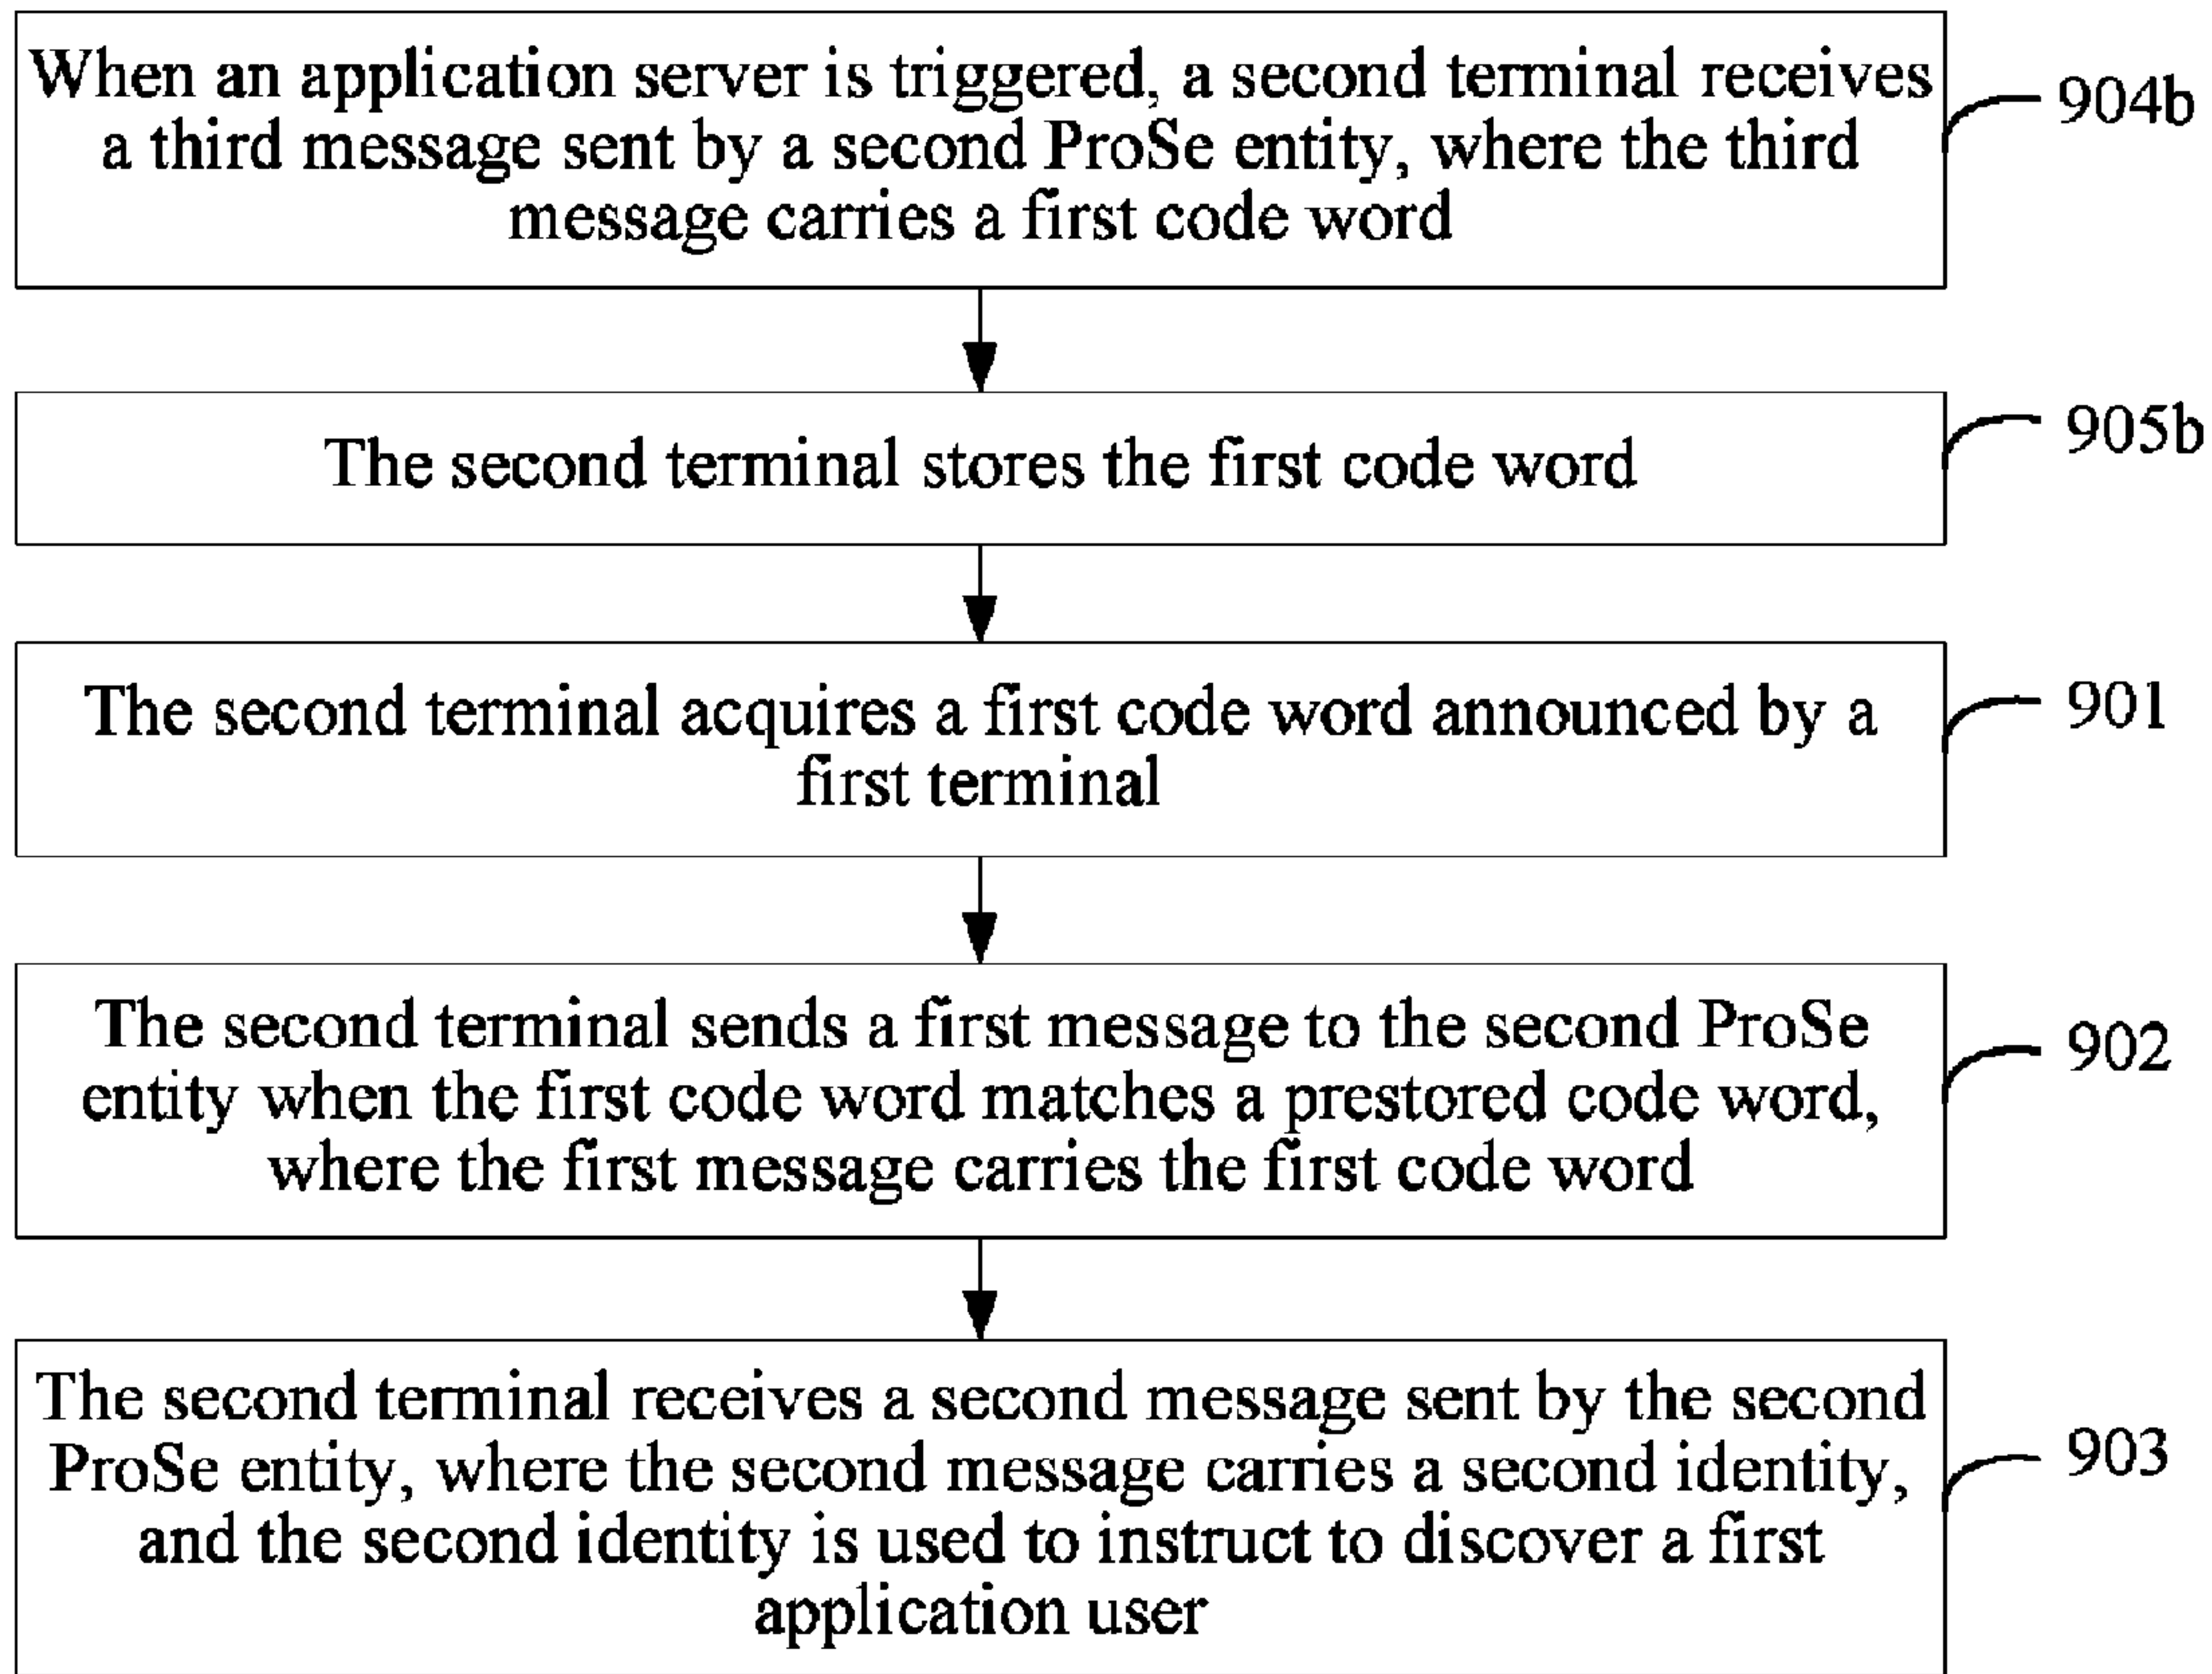 When an application server is triggered, a second terminal receives
a third message sent by a second ProSe entity, where the third
message carries a first code word
904b
The second terminal stores the first code word
905b
The second terminal acquires a first code word announced by a
first terminal
901
The second terminal sends a first message to the second ProSe
entity when the first code word matches a prestored code word,
where the first message carries the first code word
902
The second terminal receives a second message sent by the second
ProSe entity, where the second message carries a second identity,
and the second identity is used to instruct to discover a first
application user
903